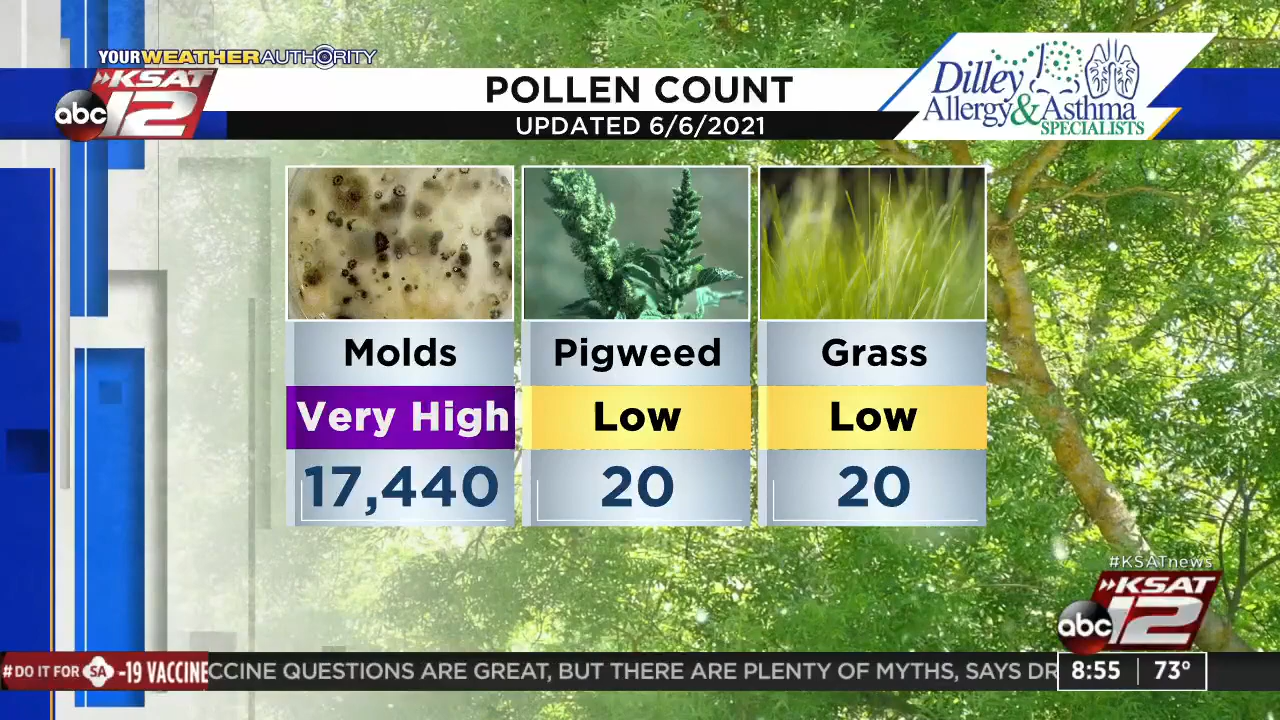 YOUR WEATHER AUTHORITY
KSAT
abc 12
POLLEN COUNT
UPDATED 6/6/2021
Dilley
Allergy & Asthma
SPECIALISTS
Molds
Pigweed
Grass
Very High
Low
Low
17,440
20
20
#KSATnews
KSAT
abc 12
#DO IT FOR SA -19 VACCINE
CCINE QUESTIONS ARE GREAT, BUT THERE ARE PLENTY OF MYTHS, SAYS DR
8:55 73°